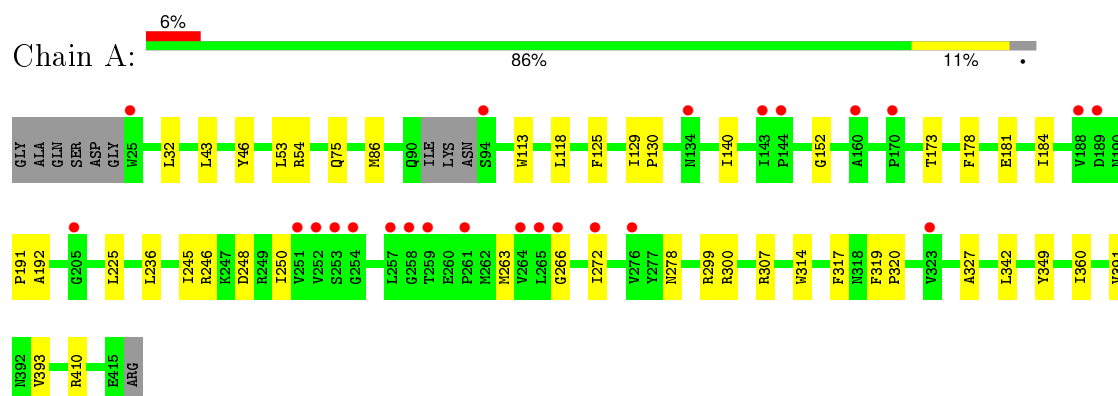 6%
Chain A:
86% 11% •
GLY ALA GLN SER ASP GLY W25 L32 L43 Y46 L53 R54 Q75 M86 Q90 ILE LYS ASN S94 W113 L118 F125 I129 P130 N134 I140 I143 P144 G152 A160 P170 T173 F178 E181 I184 V188 D189 N190
P191 A192 G205 L225 L236 I245 R246 K247 D248 R249 I250 V251 V252 S253 G254 L257 G258 T259 E260 P261 M262 M263 V264 L265 G266 I272 V276 Y277 N278 R299 R300 R307 W314 F317 N318 F319 P320 V323 A327 L342 Y349 I360 V391
N392 V393 R410 E415 ARG